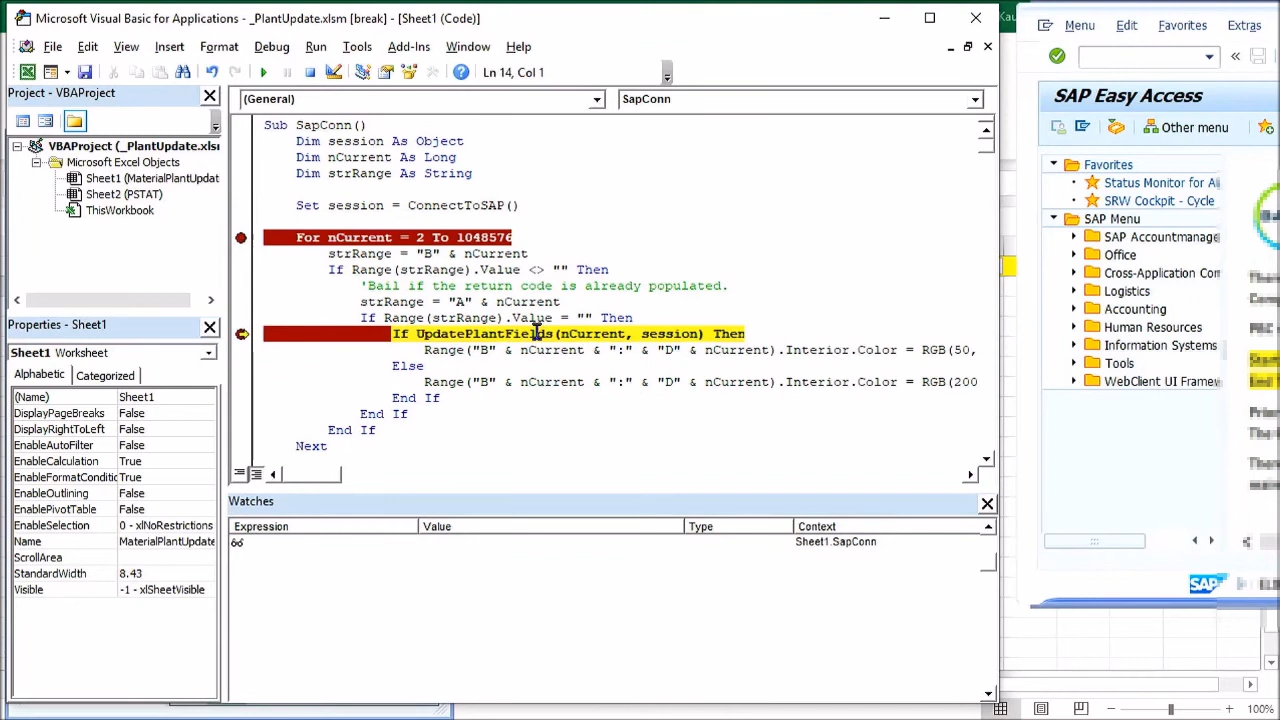 Microsoft Visual Basic for Applications - _PlantUpdate.xlsm [break] - [Sheet1 (Code)]
File Edit View Insert Format Debug Run Tools Add-Ins Window Help
Ln 14, Col 1
Project - VBAProject
VBAProject (_PlantUpdate.xlsm
Microsoft Excel Objects
Sheet1 (MaterialPlantUpdat
Sheet2 (PSTAT)
ThisWorkbook
Properties - Sheet1
Sheet1 Worksheet
Alphabetic Categorized
(Name) Sheet1
DisplayPageBreaks False
DisplayRightToLeft False
EnableAutoFilter False
EnableCalculation True
EnableFormatConditic True
EnableOutlining False
EnablePivotTable False
EnableSelection 0 - xlNoRestrictions
Name MaterialPlantUpdate
ScrollArea
StandardWidth 8.43
Visible -1 - xlSheetVisible
(General) SapConn
Sub SapConn()
Dim session As Object
Dim nCurrent As Long
Dim strRange As String
Set session = ConnectToSAP()
For nCurrent = 2 To 1048576
strRange = "B" & nCurrent
If Range(strRange).Value <> "" Then
'Bail if the return code is already populated.
strRange = "A" & nCurrent
If Range(strRange).Value = "" Then
If UpdatePlantFields(nCurrent, session) Then
Range("B" & nCurrent & ":" & "D" & nCurrent).Interior.Color = RGB(50,
Else
Range("B" & nCurrent & ":" & "D" & nCurrent).Interior.Color = RGB(200
End If
End If
End If
Next
Watches
Expression Value Type Context
Sheet1.SapConn
Kau
Menu Edit Favorites Extras
SAP Easy Access
Other menu
Favorites
Status Monitor for Al
SRW Cockpit - Cycle
SAP Menu
SAP Accountmanage
Office
Cross-Application Com
Logistics
Accounting
Human Resources
Information Systems
Tools
WebClient UI Framew
SAP
100%